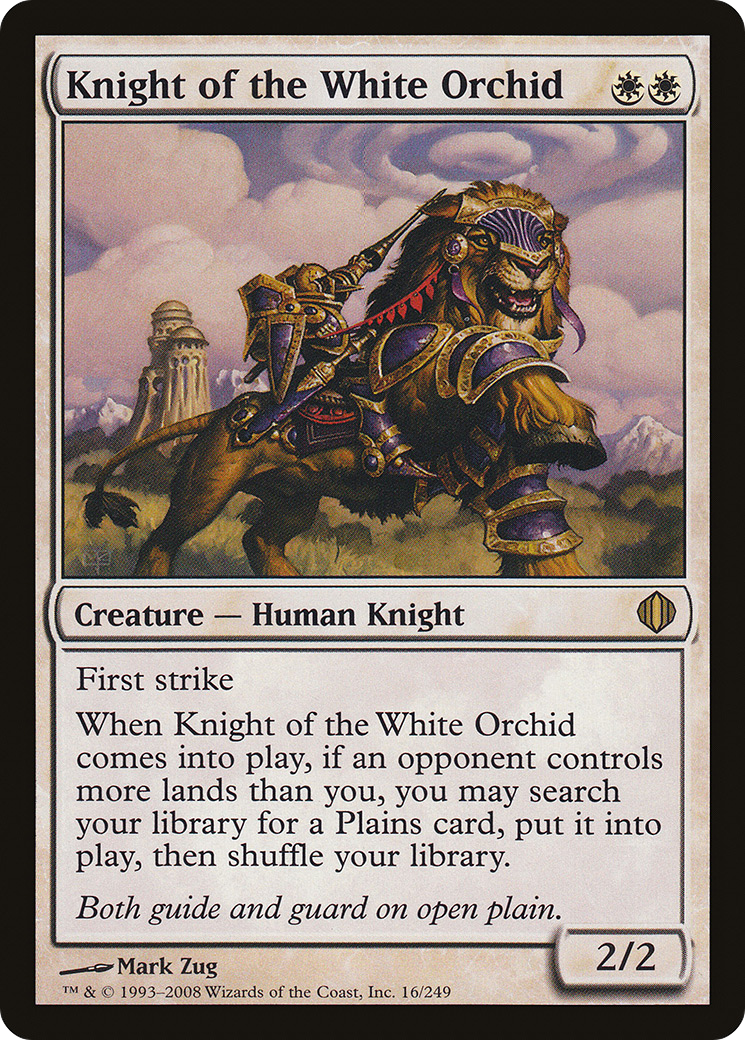 Knight of the White Orchid
Creature — Human Knight
First strike
When Knight of the White Orchid
comes into play, if an opponent controls
more lands than you, you may search
your library for a Plains card, put it into
play, then shuffle your library.
Both guide and guard on open plain.
2/2
Mark Zug
™ & © 1993–2008 Wizards of the Coast, Inc. 16/249